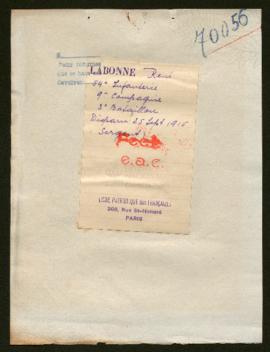 70056
LABONNE René
54e Infanterie
9e Compagnie
3e Bataillon
Disparu 25 Sept 1915
Sergent
e.a.c.
LIGUE PATRIOTIQUE DES FRANÇAISES
368, Rue St-Honoré
PARIS